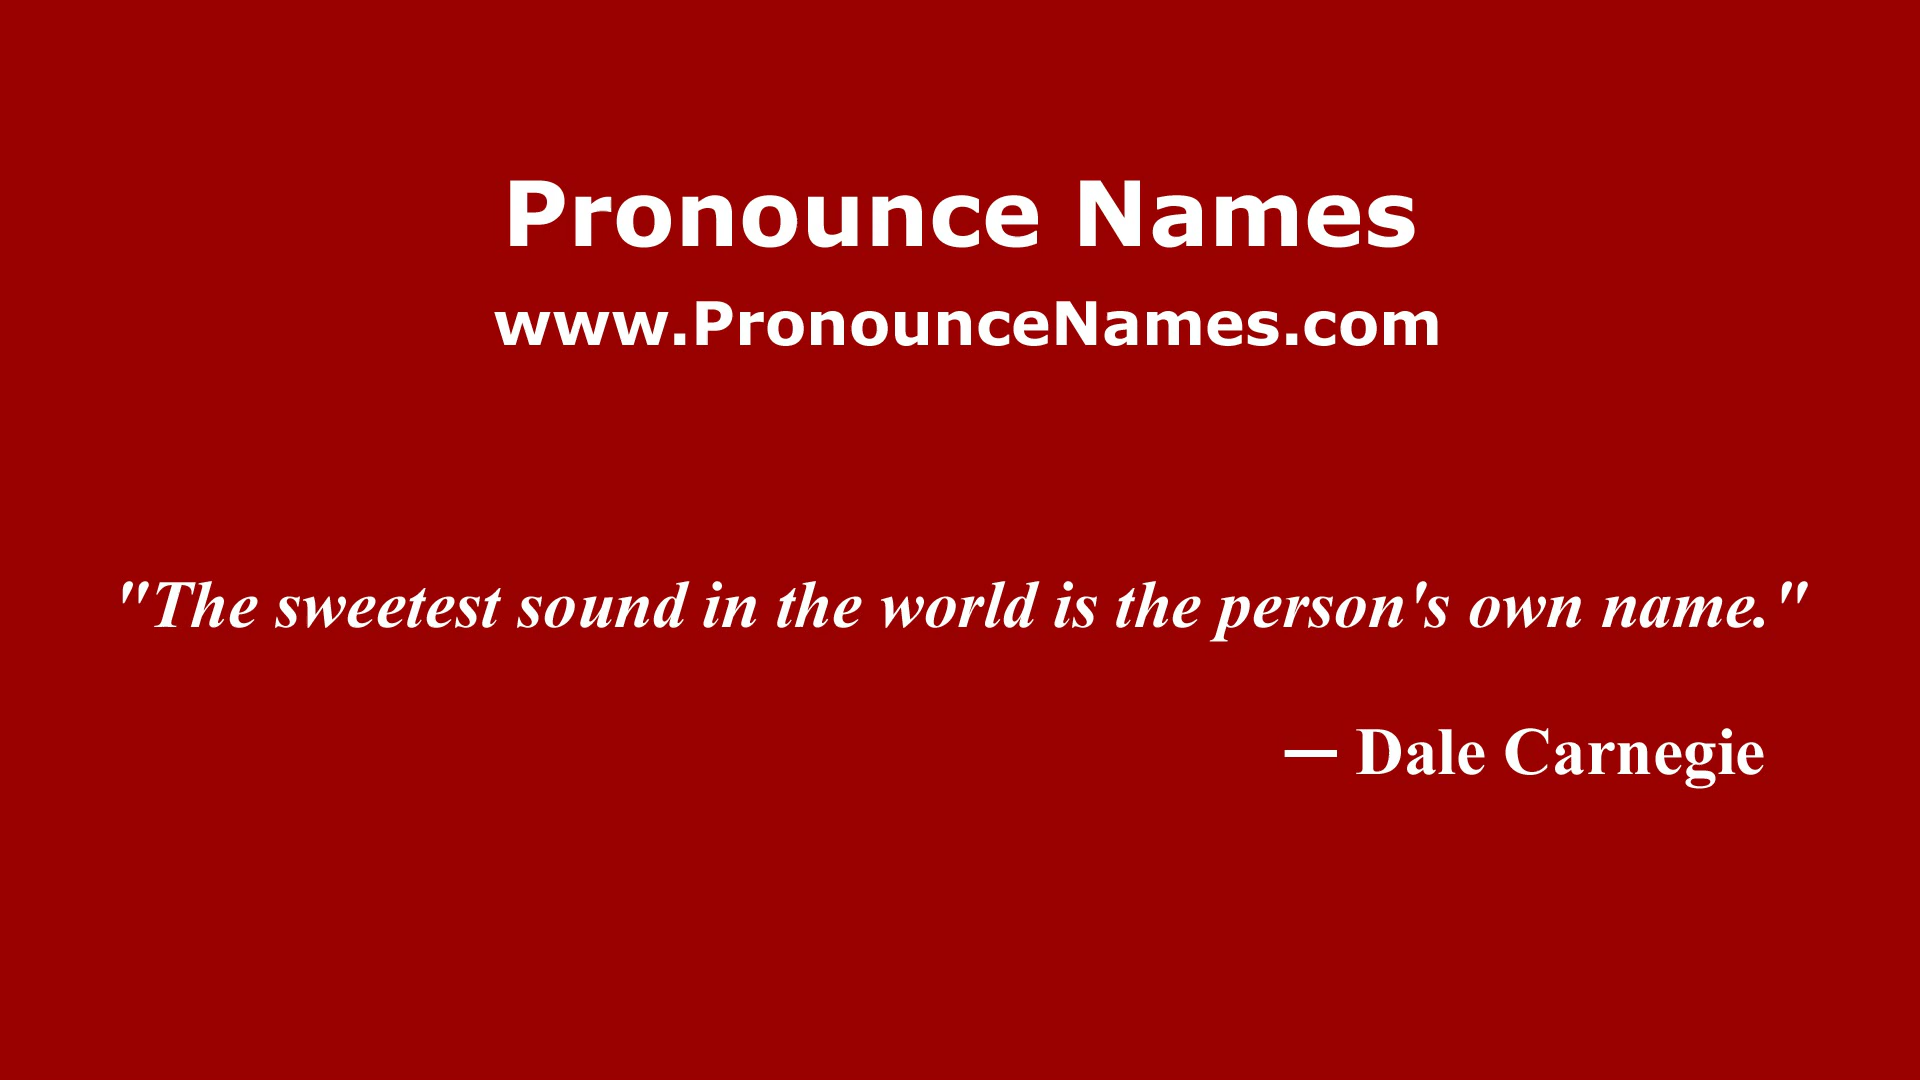 Pronounce Names
www.PronounceNames.com
"The sweetest sound in the world is the person's own name."
— Dale Carnegie